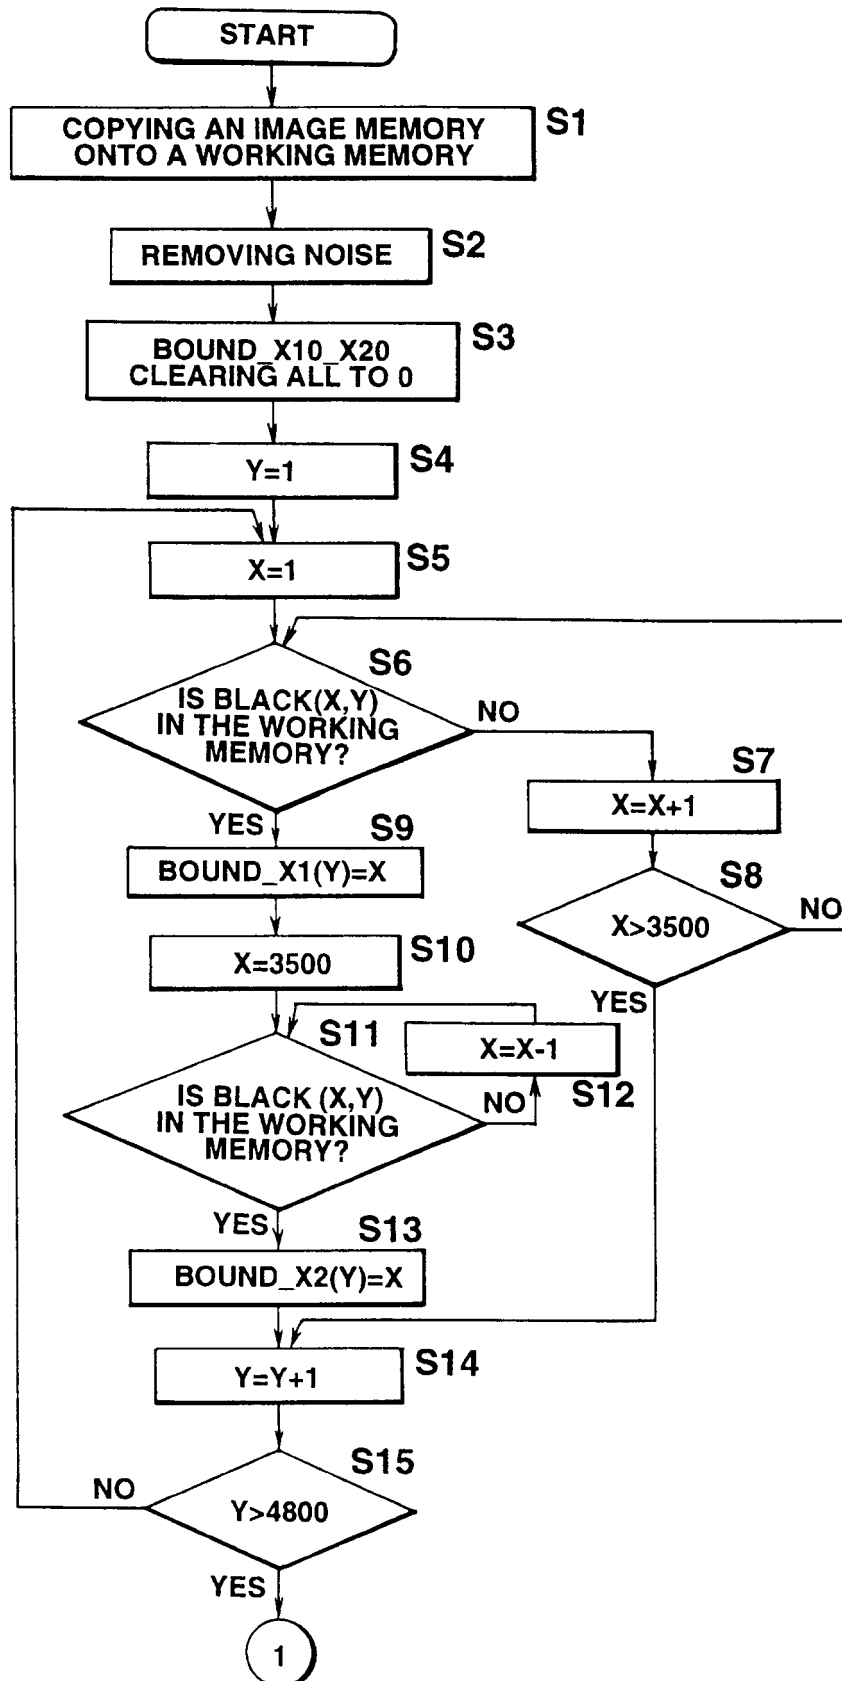 START
COPYING AN IMAGE MEMORY
ONTO A WORKING MEMORY
S1
REMOVING NOISE
S2
BOUND_X10_X20
CLEARING ALL TO 0
S3
Y=1
S4
X=1
S5
S6
IS BLACK(X,Y)
IN THE WORKING
MEMORY?
NO
YES
S7
X=X+1
S8
X>3500
NO
YES
S9
BOUND_X1(Y)=X
X=3500
S10
S11
IS BLACK (X,Y)
IN THE WORKING
MEMORY?
NO
X=X-1
S12
YES
S13
BOUND_X2(Y)=X
Y=Y+1
S14
S15
Y>4800
NO
YES
1